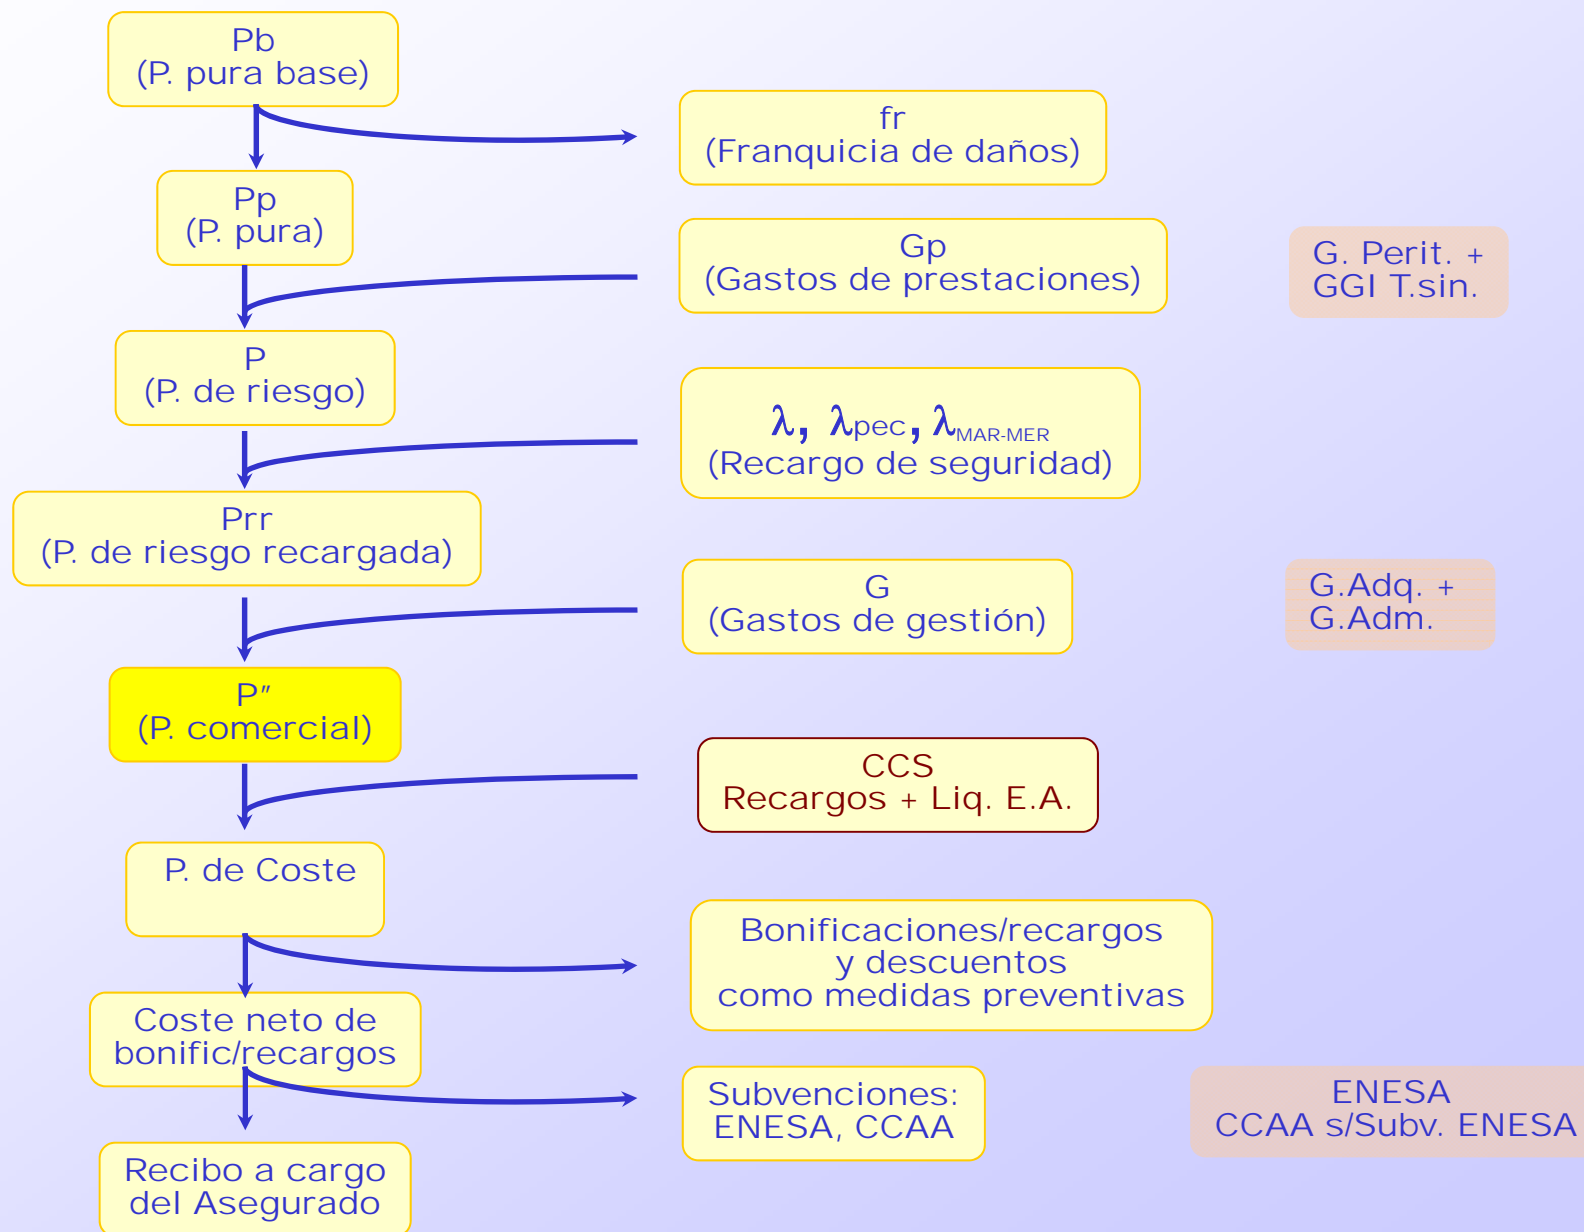 Pb
(P. pura base)
fr
(Franquicia de daños)
Pp
(P. pura)
Gp
(Gastos de prestaciones)
G. Perit. +
GGI T.sin.
P
(P. de riesgo)
λ, λpec, λMAR-MER
(Recargo de seguridad)
Prr
(P. de riesgo recargada)
G
(Gastos de gestión)
G.Adq. +
G.Adm.
P”
(P. comercial)
CCS
Recargos + Liq. E.A.
P. de Coste
Bonificaciones/recargos
y descuentos
como medidas preventivas
Coste neto de
bonific/recargos
Subvenciones:
ENESA, CCAA
ENESA
CCAA s/Subv. ENESA
Recibo a cargo
del Asegurado